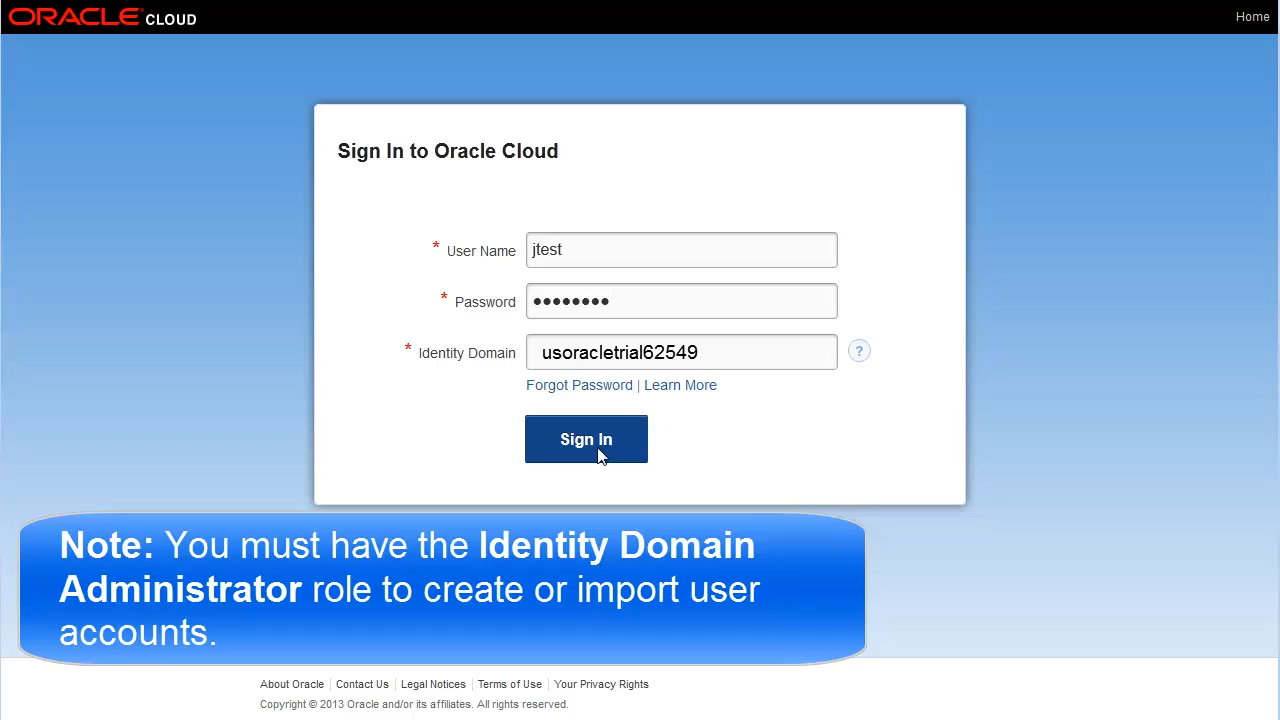 ORACLE CLOUD
Home
Sign In to Oracle Cloud
* User Name jtest
* Password ••••••••
* Identity Domain usoracletrial62549 ?
Forgot Password | Learn More
Sign In
Note: You must have the Identity Domain
Administrator role to create or import user
accounts.
About Oracle | Contact Us | Legal Notices | Terms of Use | Your Privacy Rights
Copyright © 2013 Oracle and/or its affiliates. All rights reserved.